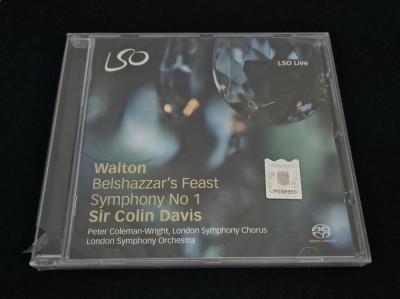 LSO
LSO Live
Walton
Belshazzar's Feast
Symphony No 1
Sir Colin Davis
Peter Coleman-Wright, London Symphony Chorus
London Symphony Orchestra